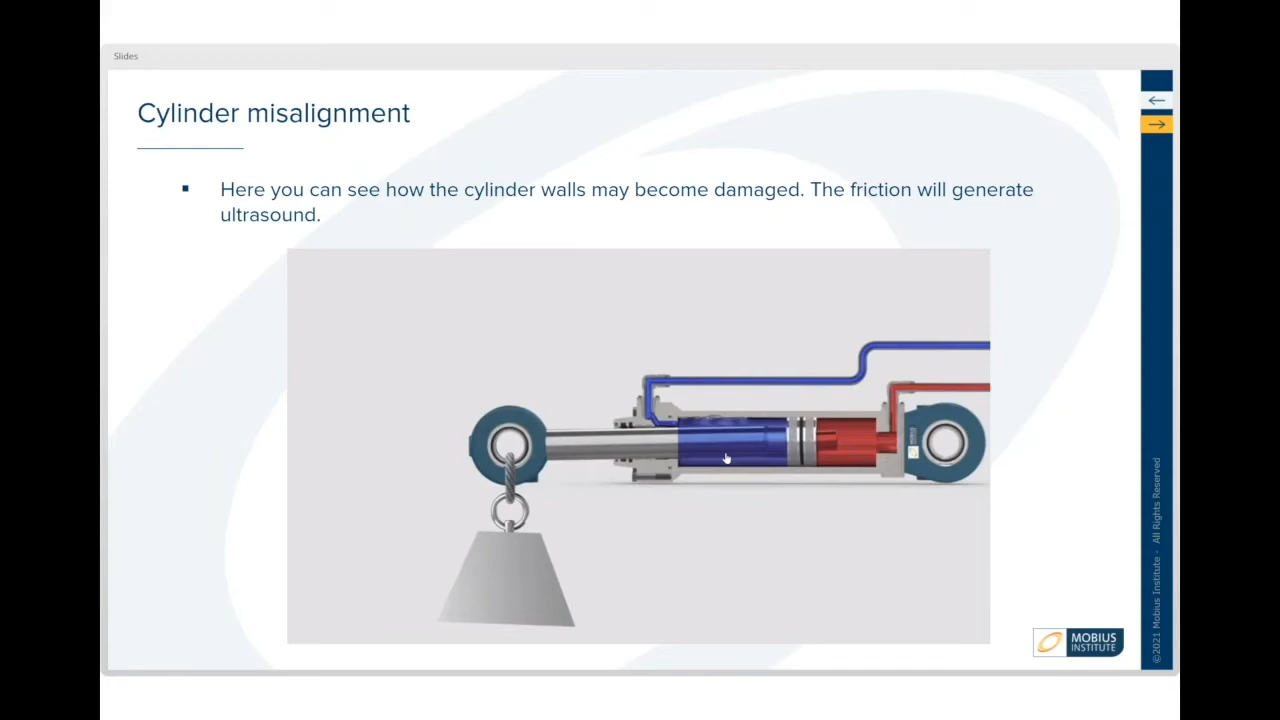 Slides
Cylinder misalignment
Here you can see how the cylinder walls may become damaged. The friction will generate
ultrasound.
MOBIUS
INSTITUTE
©2021 Mobius Institute - All Rights Reserved